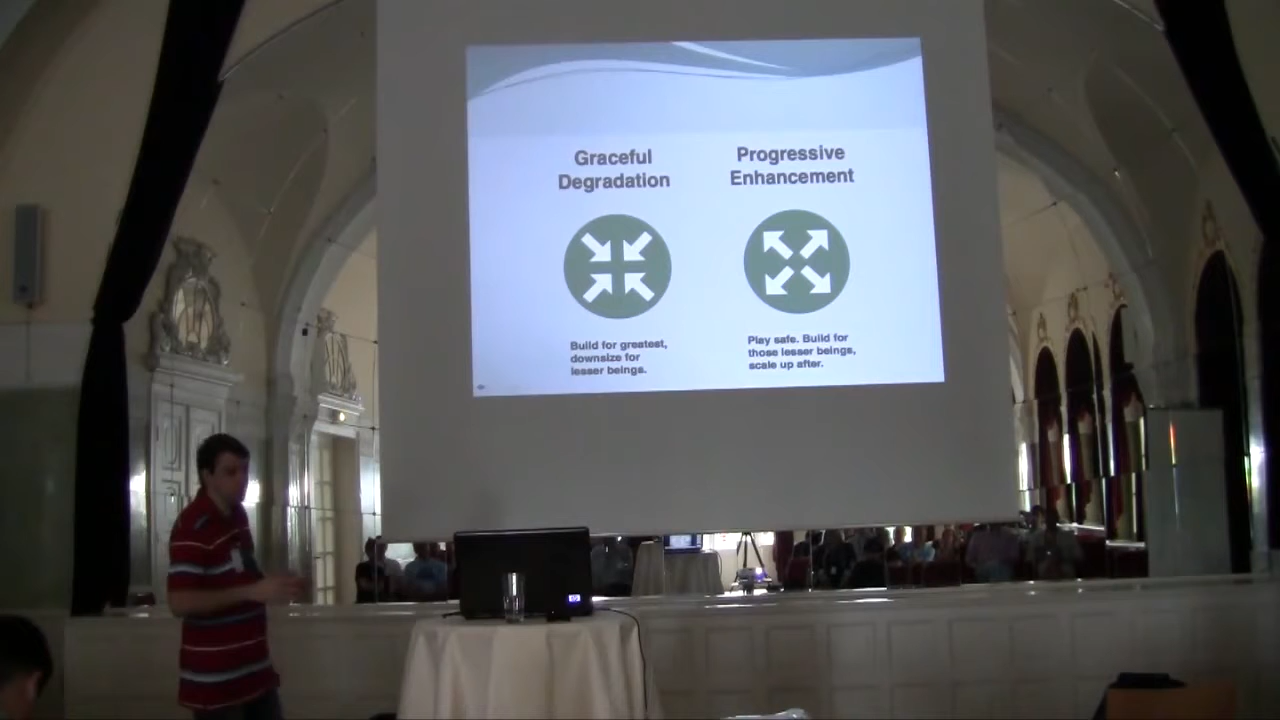 Graceful
Degradation
Build for greatest,
downsize for
lesser beings.
Progressive
Enhancement
Play safe. Build for
those lesser beings,
scale up after.